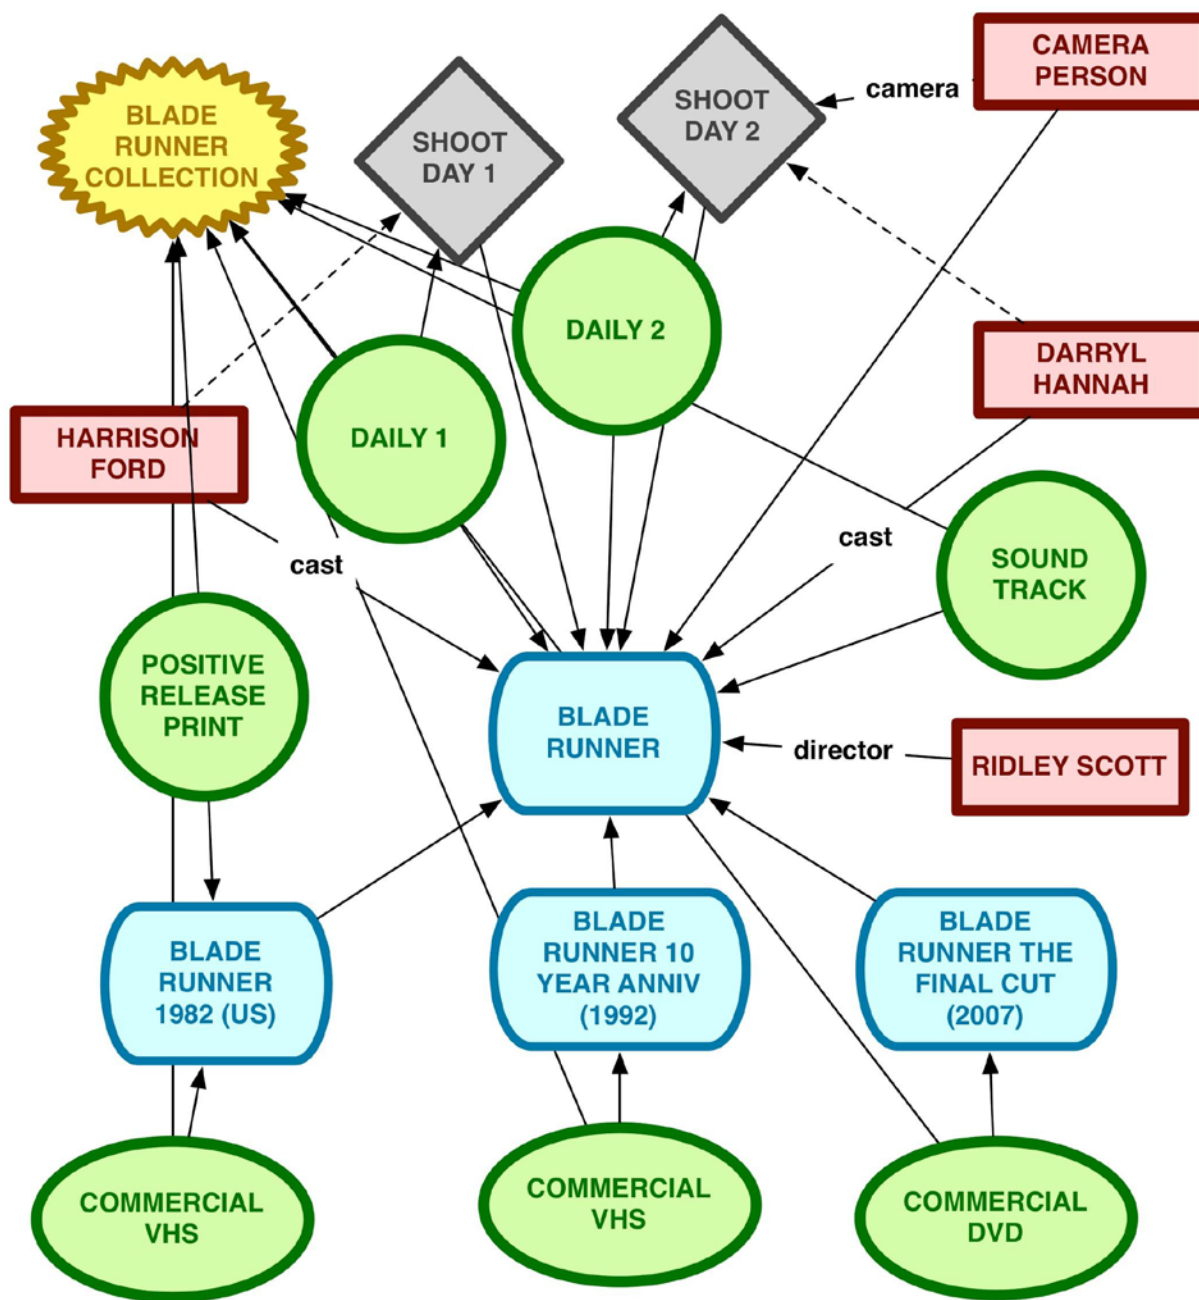 BLADE
RUNNER
COLLECTION
SHOOT
DAY 1
SHOOT
DAY 2
camera
CAMERA
PERSON
DAILY 2
DARRYL
HANNAH
HARRISON
FORD
DAILY 1
cast
cast
SOUND
TRACK
POSITIVE
RELEASE
PRINT
BLADE
RUNNER
director
RIDLEY SCOTT
BLADE
RUNNER
1982 (US)
BLADE
RUNNER 10
YEAR ANNIV
(1992)
BLADE
RUNNER THE
FINAL CUT
(2007)
COMMERCIAL
VHS
COMMERCIAL
VHS
COMMERCIAL
DVD